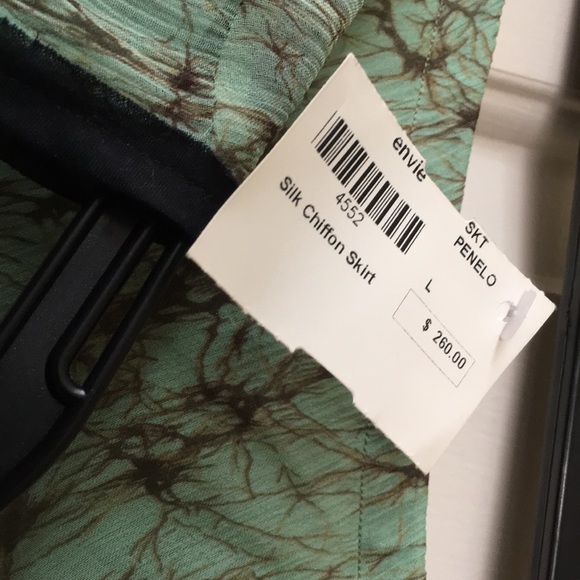 envie
4552
Silk Chiffon Skirt
SKT
PENELO
L
$ 260.00